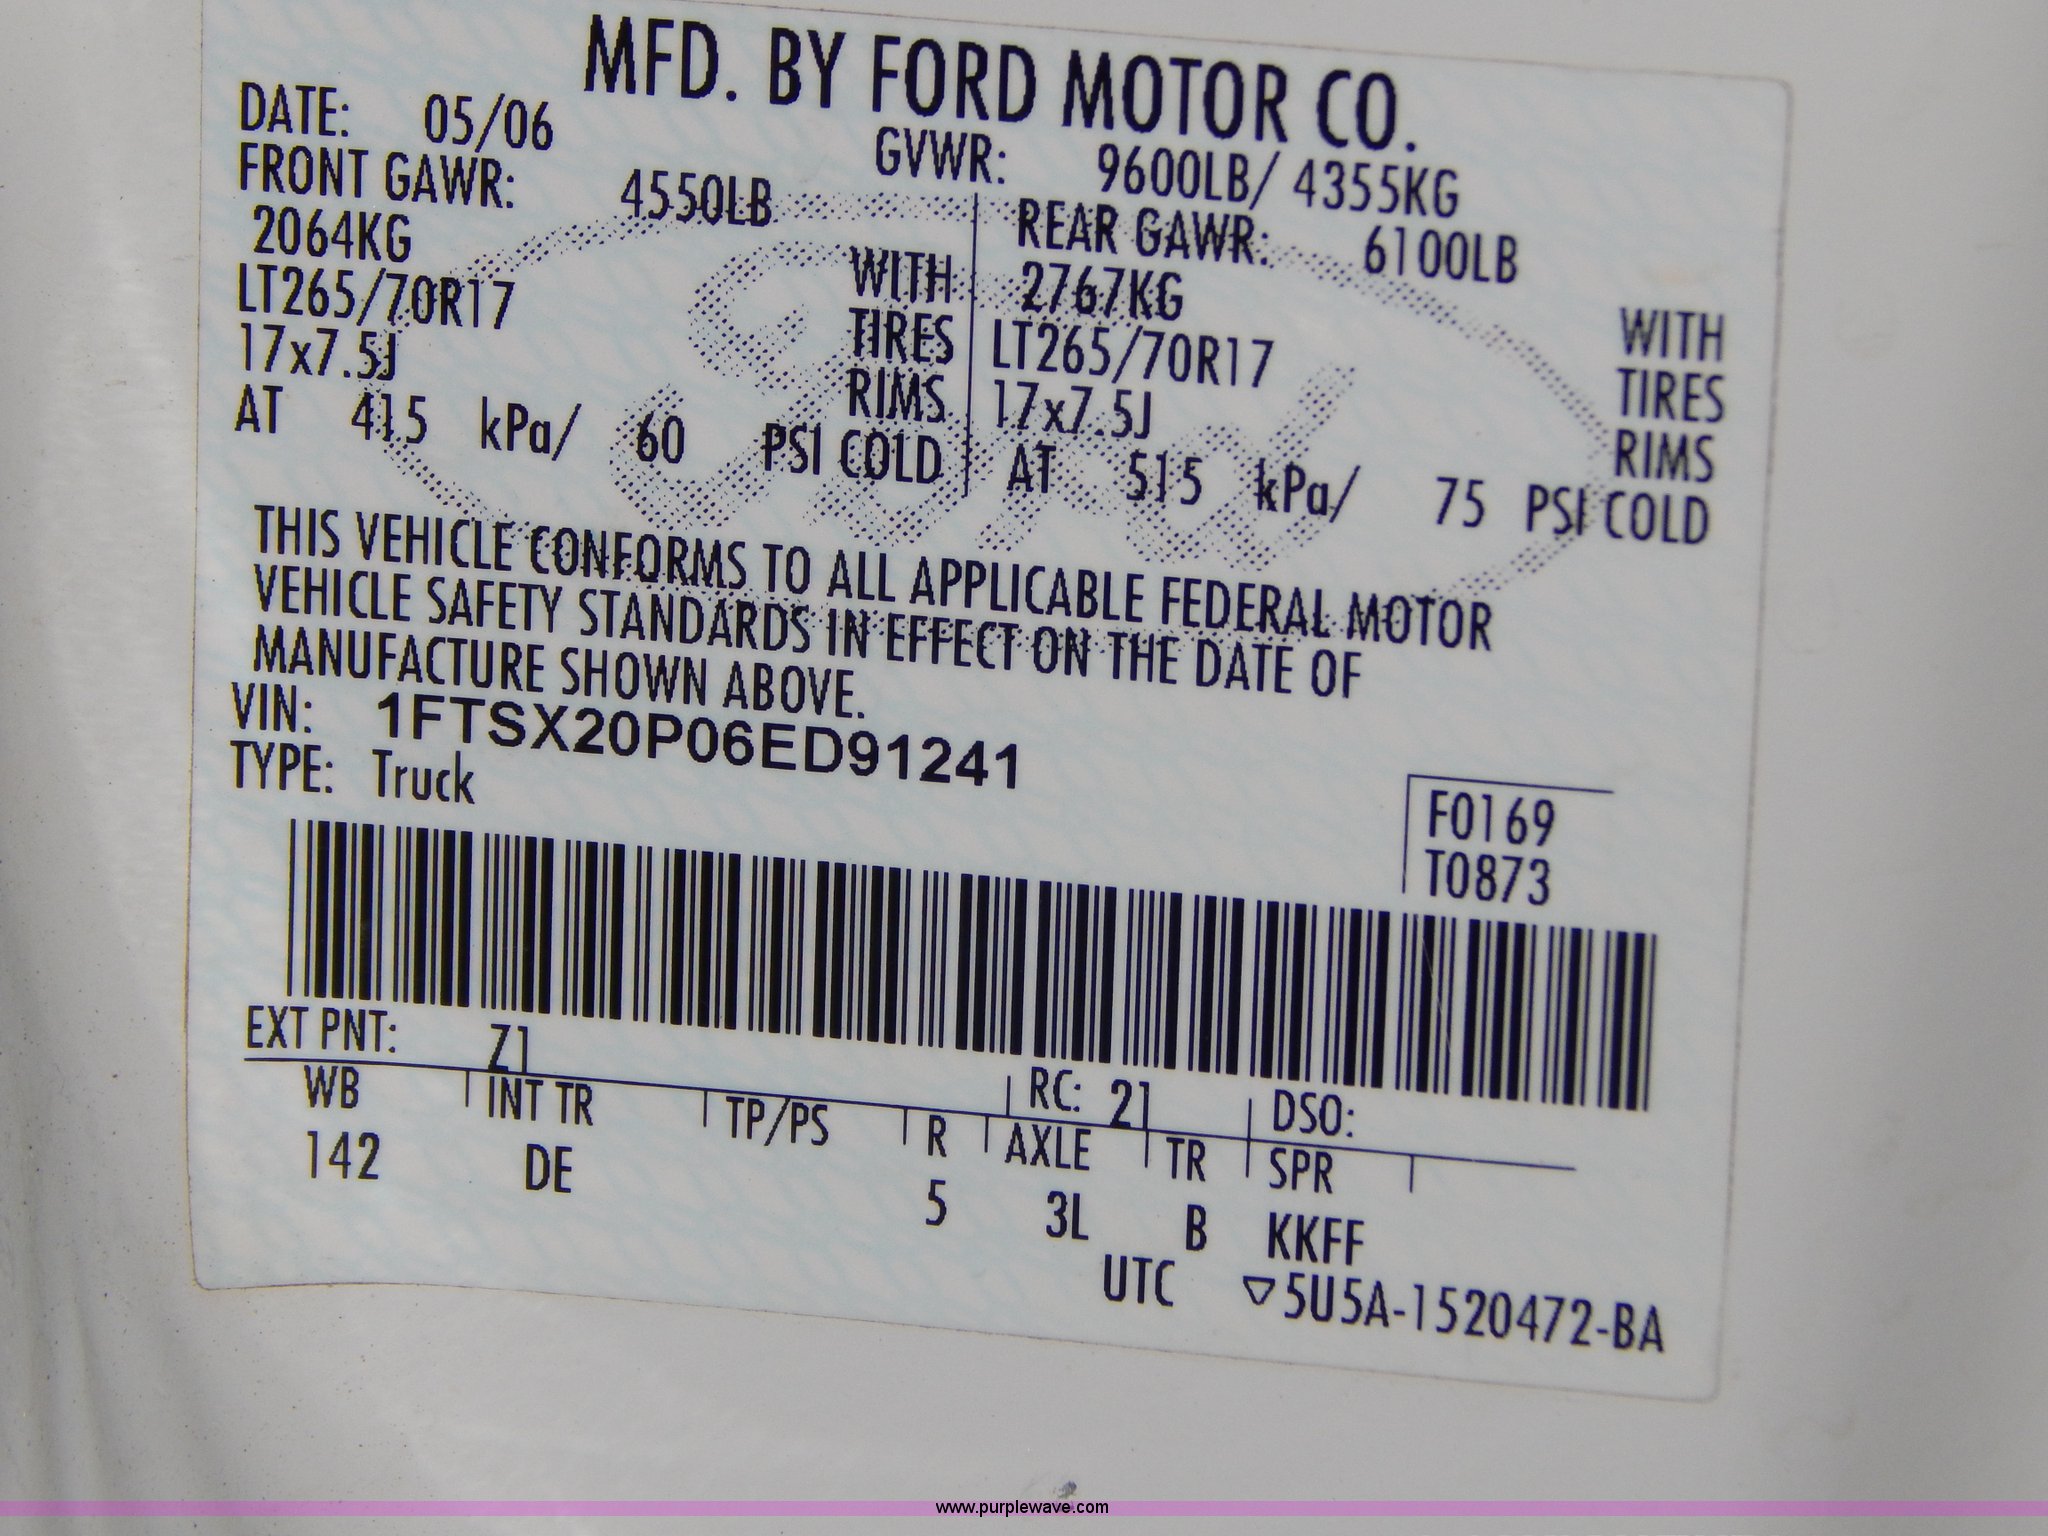 MFD. BY FORD MOTOR CO.
DATE: 05/06 GVWR: 9600LB/ 4355KG
FRONT GAWR: 4550LB REAR GAWR: 6100LB
2064KG WITH 2767KG WITH
LT265/70R17 TIRES LT265/70R17 TIRES
17x7.5J RIMS 17x7.5J RIMS
AT 415 kPa/ 60 PSI COLD AT 515 kPa/ 75 PSI COLD
THIS VEHICLE CONFORMS TO ALL APPLICABLE FEDERAL MOTOR
VEHICLE SAFETY STANDARDS IN EFFECT ON THE DATE OF
MANUFACTURE SHOWN ABOVE.
VIN: 1FTSX20P06ED91241
TYPE: Truck
F0169
T0873
EXT PNT: Z1 RC: 21 DSO:
WB INT TR TP/PS R AXLE TR SPR
142 DE 5 3L B KKFF
UTC ▽5U5A-1520472-BA
Ford
www.purplewave.com